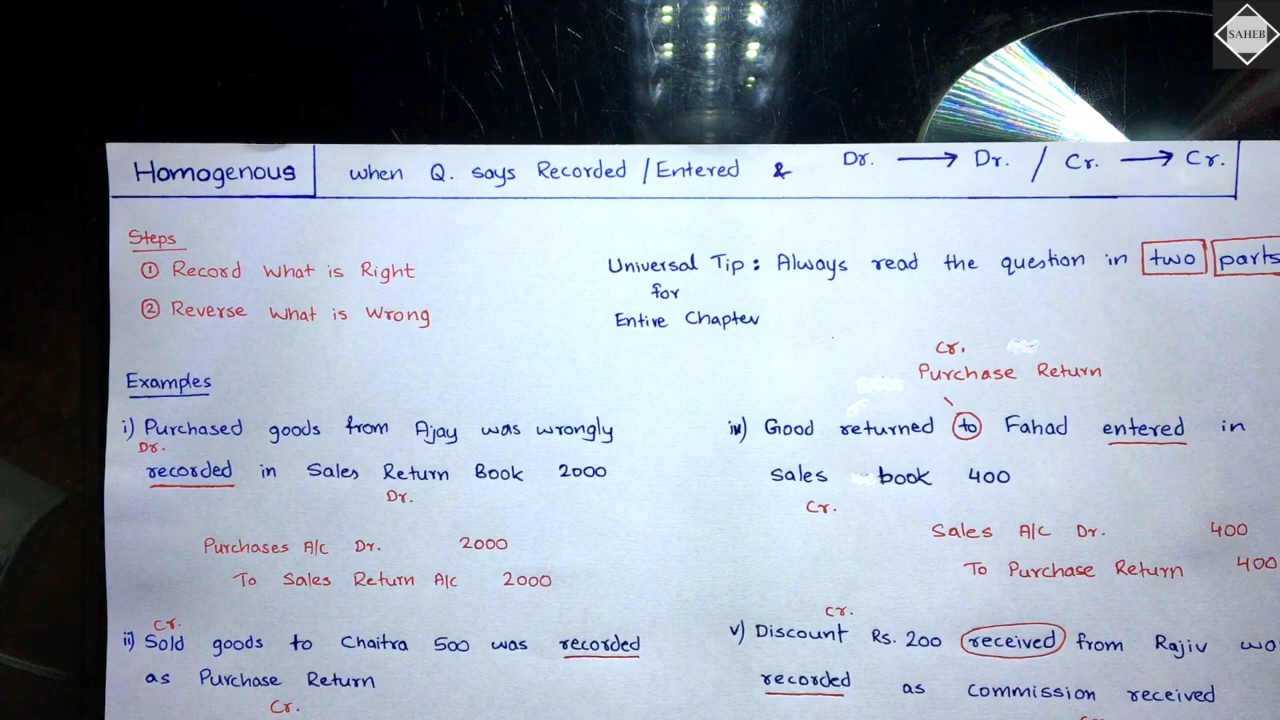 SAHEB
Homogenous when Q. says Recorded / Entered & Dr. → Dr. / Cr. → Cr.
Steps
① Record What is Right
② Reverse What is Wrong
Universal Tip : Always read the question in two parts
for
Entire Chapter
Examples
i) Purchased goods from Ajay was wrongly
Dr.
recorded in Sales Return Book 2000
Dr.
Purchases A/c Dr. 2000
To Sales Return A/c 2000
Cr.
ii) Sold goods to Chaitra 500 was recorded
as Purchase Return
Cr.
Cr.
Purchase Return
iv) Good returned to Fahad entered in
sales book 400
Cr.
Sales A/c Dr. 400
To Purchase Return 400
Cr.
v) Discount Rs. 200 received from Rajiv wa
recorded as commission received